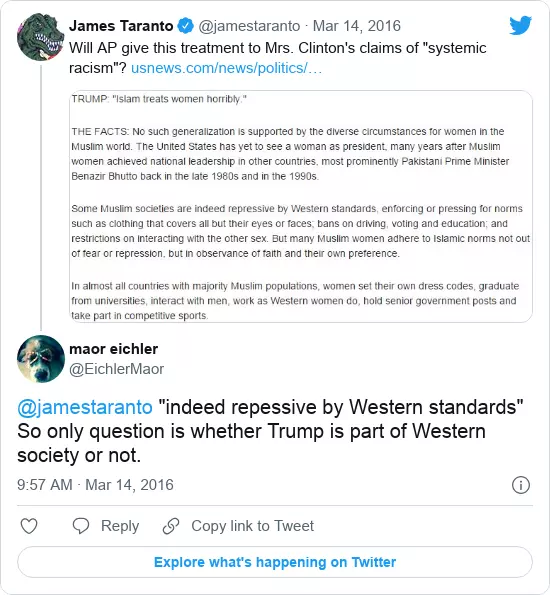 James Taranto @jamestaranto · Mar 14, 2016
Will AP give this treatment to Mrs. Clinton's claims of "systemic
racism"? usnews.com/news/politics/…
TRUMP: "Islam treats women horribly."
THE FACTS: No such generalization is supported by the diverse circumstances for women in the
Muslim world. The United States has yet to see a woman as president, many years after Muslim
women achieved national leadership in other countries, most prominently Pakistani Prime Minister
Benazir Bhutto back in the late 1980s and in the 1990s.
Some Muslim societies are indeed repressive by Western standards, enforcing or pressing for norms
such as clothing that covers all but their eyes or faces; bans on driving, voting and education; and
restrictions on interacting with the other sex. But many Muslim women adhere to Islamic norms not out
of fear or repression, but in observance of faith and their own preference.
In almost all countries with majority Muslim populations, women set their own dress codes, graduate
from universities, interact with men, work as Western women do, hold senior government posts and
take part in competitive sports.
maor eichler
@EichlerMaor
@jamestaranto "indeed repessive by Western standards"
So only question is whether Trump is part of Western
society or not.
9:57 AM · Mar 14, 2016
Reply Copy link to Tweet
Explore what's happening on Twitter